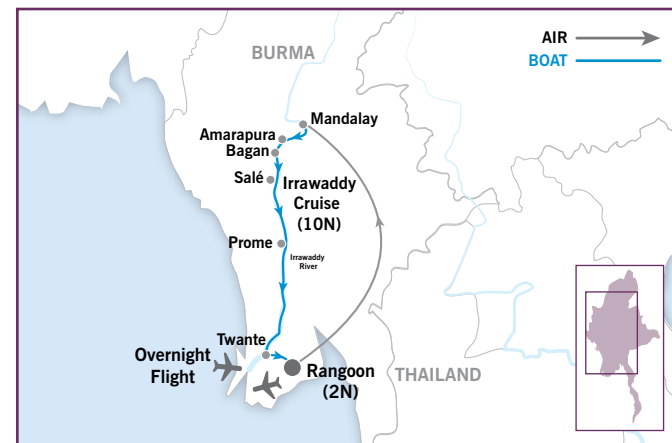 AIR
BOAT
BURMA
Mandalay
Amarapura
Bagan
Salé
Irrawaddy
Cruise
(10N)
Prome
Irrawaddy
River
Twante
Overnight
Flight
Rangoon
(2N)
THAILAND